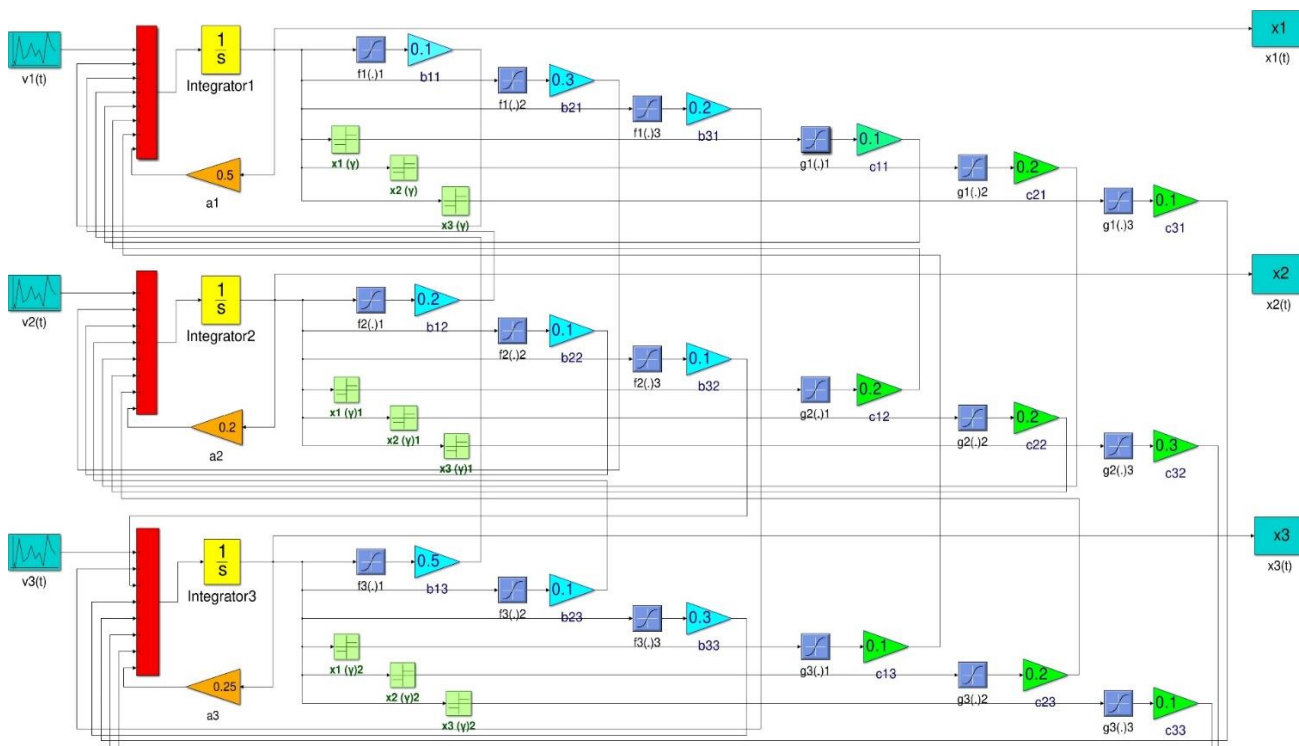 x1
v1(t)
1
s
Integrator1
f1(.)1
0.1
b11
f1(.)2
0.3
b21
f1(.)3
0.2
b31
x1(t)
0.5
a1
x1 (γ)
x2 (γ)
x3 (γ)
g1(.)1
0.1
c11
g1(.)2
0.2
c21
g1(.)3
0.1
c31
x2
v2(t)
1
s
Integrator2
f2(.)1
0.2
b12
f2(.)2
0.1
b22
f2(.)3
0.1
b32
x2(t)
0.2
a2
x1 (γ)1
x2 (γ)1
x3 (γ)1
g2(.)1
0.2
c12
g2(.)2
0.2
c22
g2(.)3
0.3
c32
x3
v3(t)
1
s
Integrator3
f3(.)1
0.5
b13
f3(.)2
0.1
b23
f3(.)3
0.3
b33
x3(t)
0.25
a3
x1 (γ)2
x2 (γ)2
x3 (γ)2
g3(.)1
0.1
c13
g3(.)2
0.2
c23
g3(.)3
0.1
c33